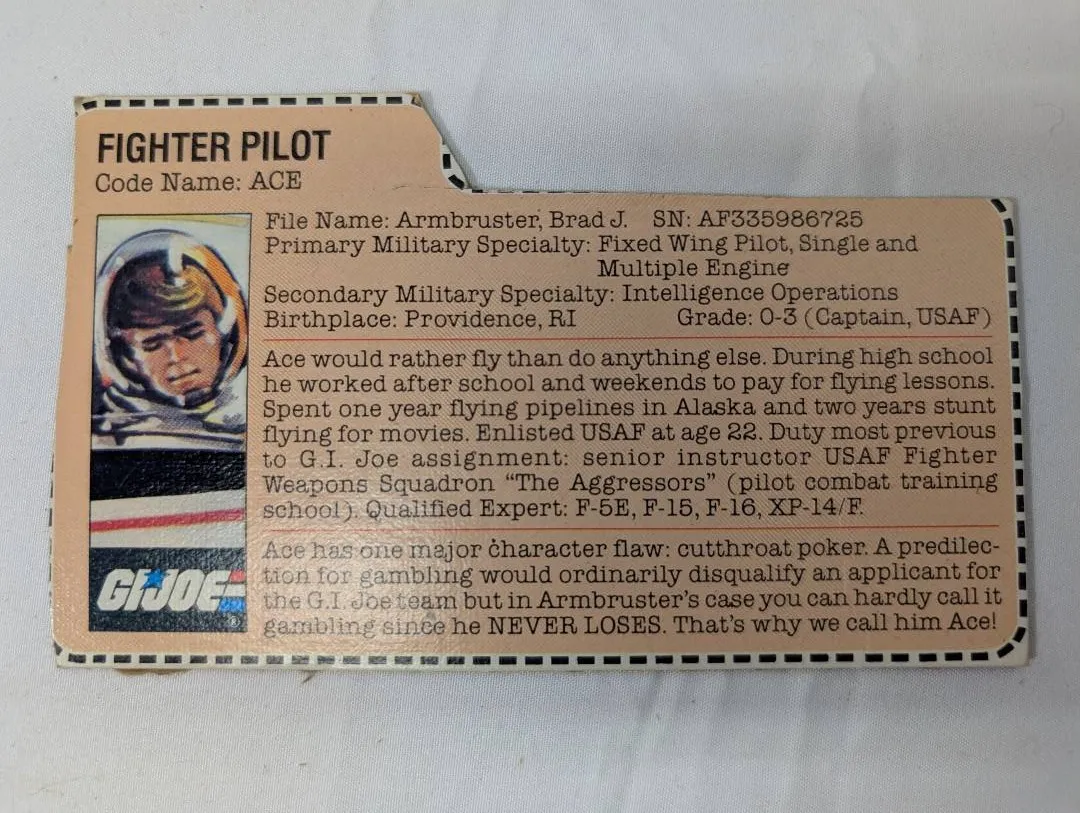 FIGHTER PILOT
Code Name: ACE
File Name: Armbruster, Brad J. SN: AF335986725
Primary Military Specialty: Fixed Wing Pilot, Single and
Multiple Engine
Secondary Military Specialty: Intelligence Operations
Birthplace: Providence, RI Grade: O-3 (Captain, USAF)
Ace would rather fly than do anything else. During high school
he worked after school and weekends to pay for flying lessons.
Spent one year flying pipelines in Alaska and two years stunt
flying for movies. Enlisted USAF at age 22. Duty most previous
to G.I. Joe assignment: senior instructor USAF Fighter
Weapons Squadron "The Aggressors" (pilot combat training
school). Qualified Expert: F-5E, F-15, F-16, XP-14/F.
Ace has one major character flaw: cutthroat poker. A predilec-
tion for gambling would ordinarily disqualify an applicant for
the G.I. Joe team but in Armbruster's case you can hardly call it
gambling since he NEVER LOSES. That's why we call him Ace!
GI JOE
®